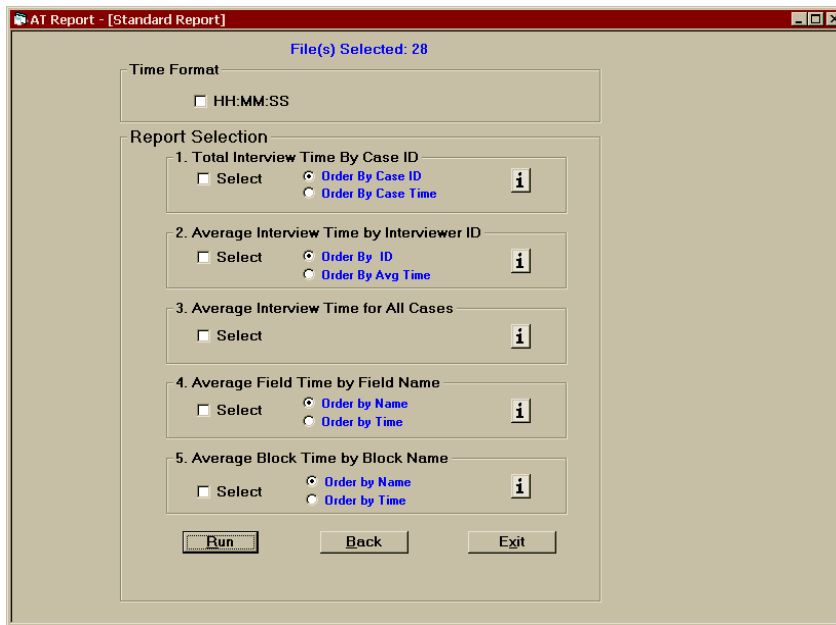 AT Report - [Standard Report]
File(s) Selected: 28
Time Format
HH:MM:SS
Report Selection
1. Total Interview Time By Case ID
Select
Order By Case ID
Order By Case Time
i
2. Average Interview Time by Interviewer ID
Select
Order By ID
Order By Avg Time
i
3. Average Interview Time for All Cases
Select
i
4. Average Field Time by Field Name
Select
Order by Name
Order by Time
i
5. Average Block Time by Block Name
Select
Order by Name
Order by Time
i
Run Back Exit